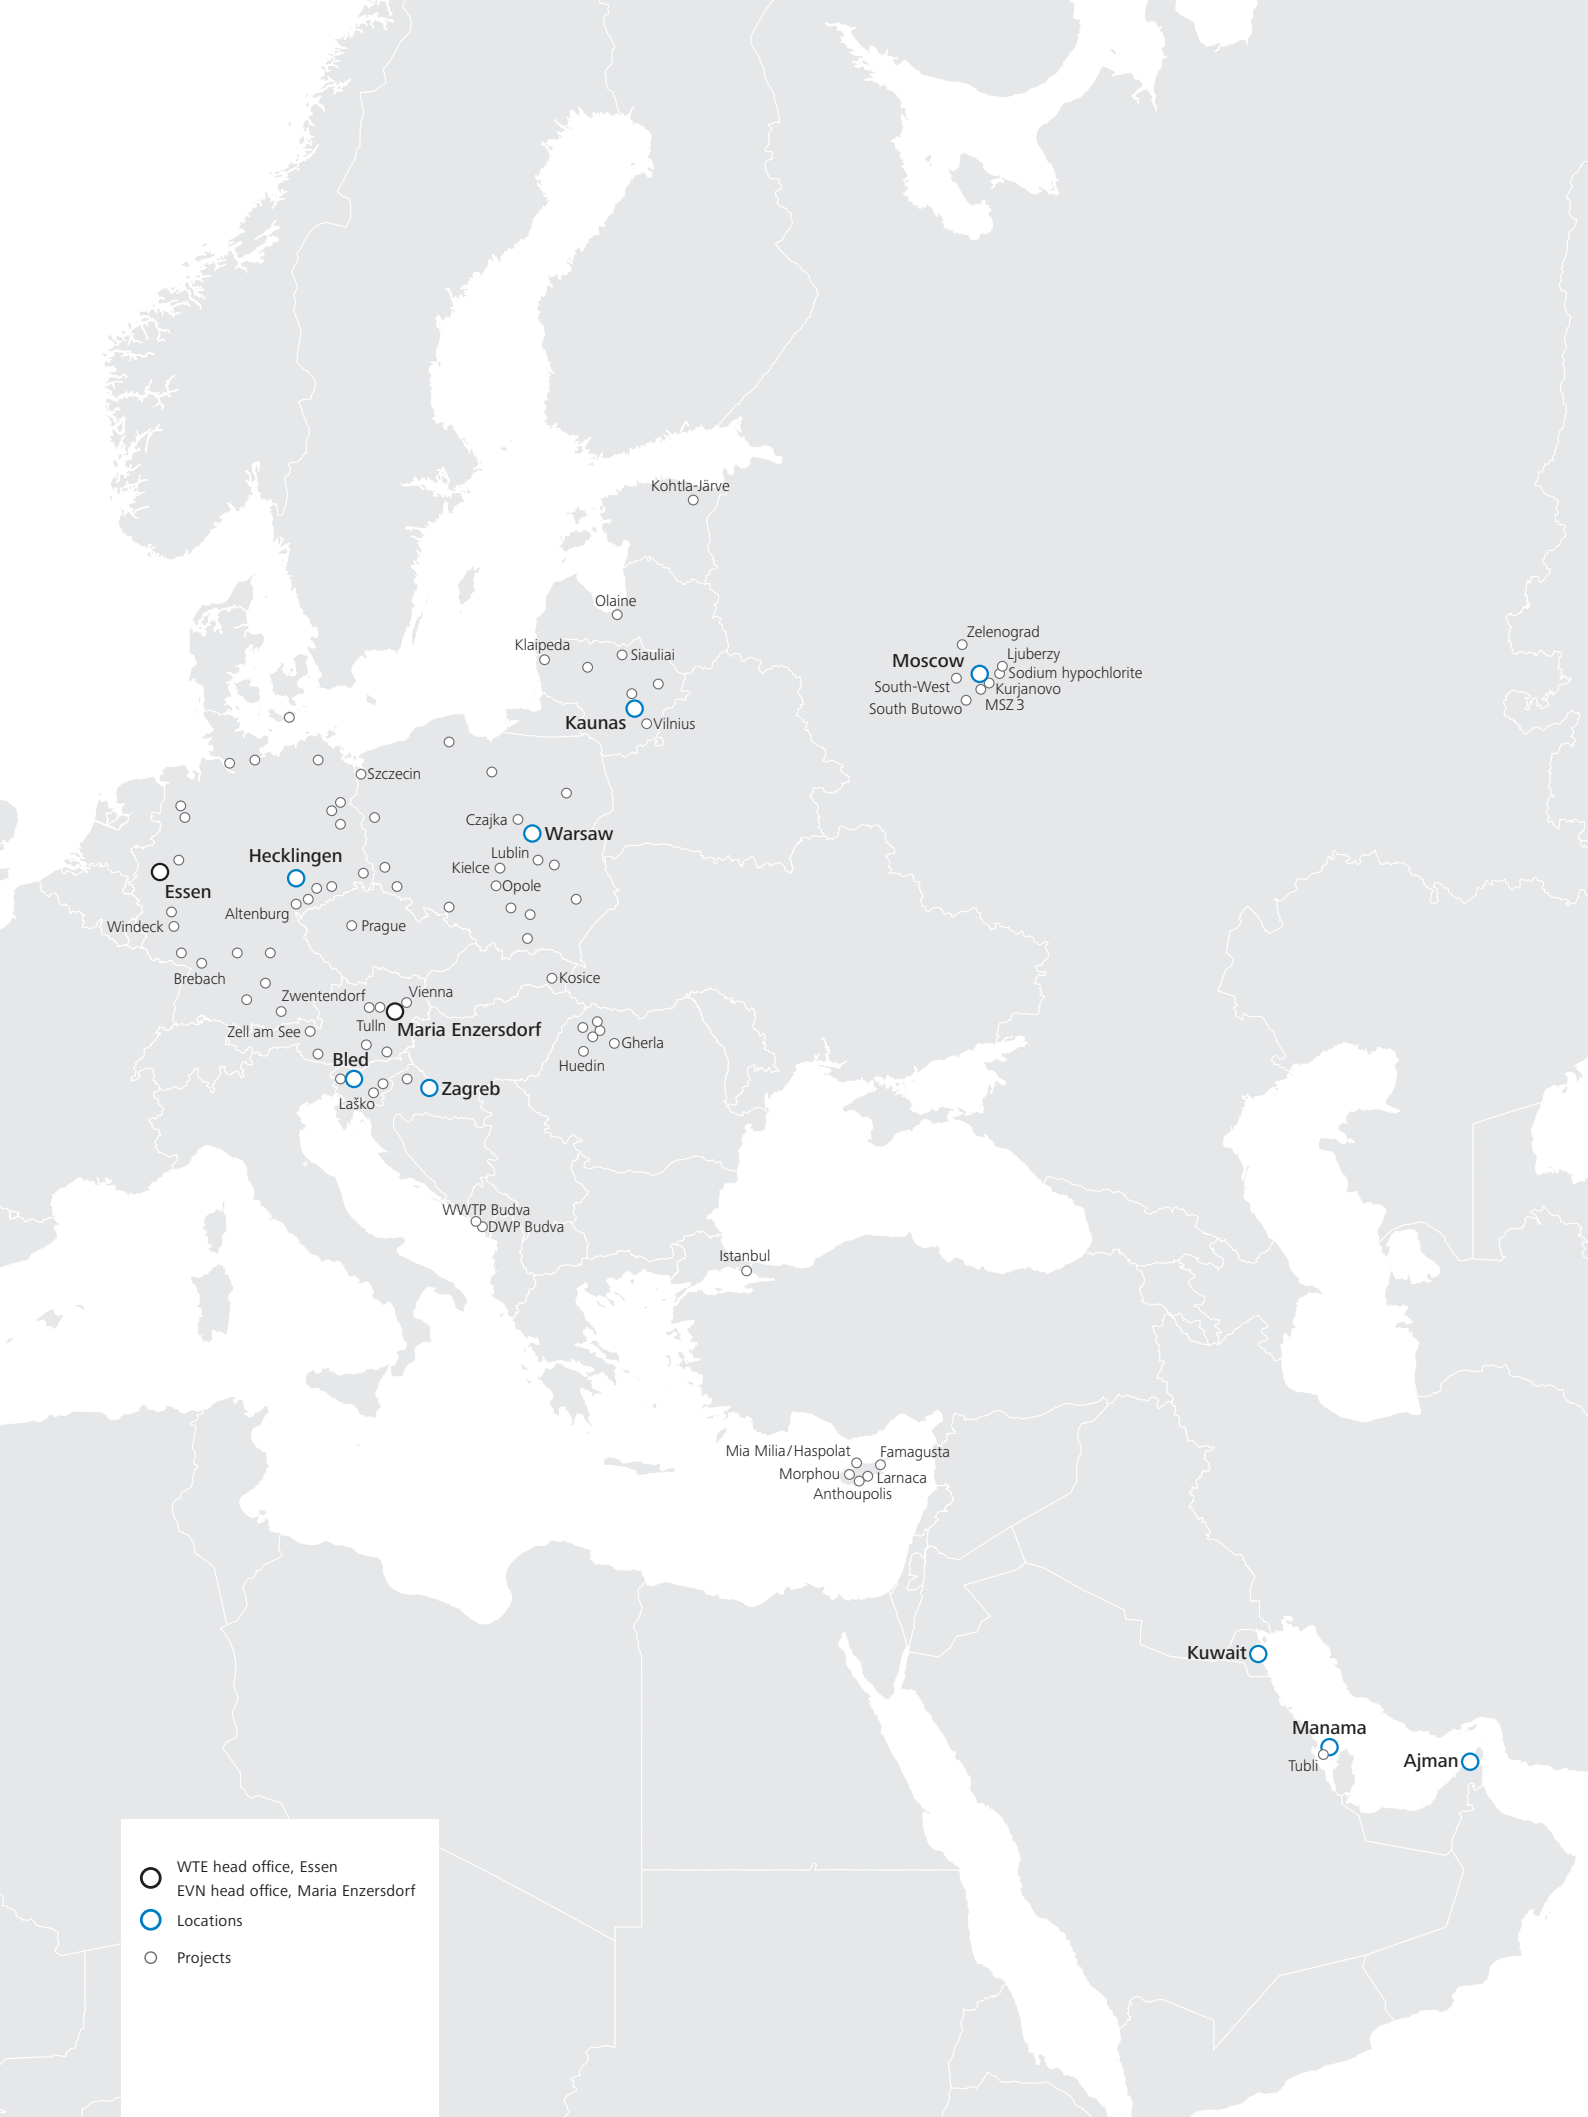 Kohtla-Järve
Olaine
Klaipeda
Siauliai
Kaunas
Vilnius
Zelenograd
Moscow
Ljuberzy
Sodium hypochlorite
South-West
Kurjanovo
South Butowo
MSZ 3
Szczecin
Czajka
Warsaw
Lublin
Kielce
Opole
Hecklingen
Essen
Altenburg
Windeck
Prague
Brebach
Kosice
Zwentendorf
Vienna
Zell am See
Tulln
Maria Enzersdorf
Gherla
Huedin
Bled
Zagreb
Laško
WWTP Budva
DWP Budva
Istanbul
Mia Milia/Haspolat
Famagusta
Morphou
Larnaca
Anthoupolis
Kuwait
Manama
Tubli
Ajman
WTE head office, Essen
EVN head office, Maria Enzersdorf
Locations
Projects